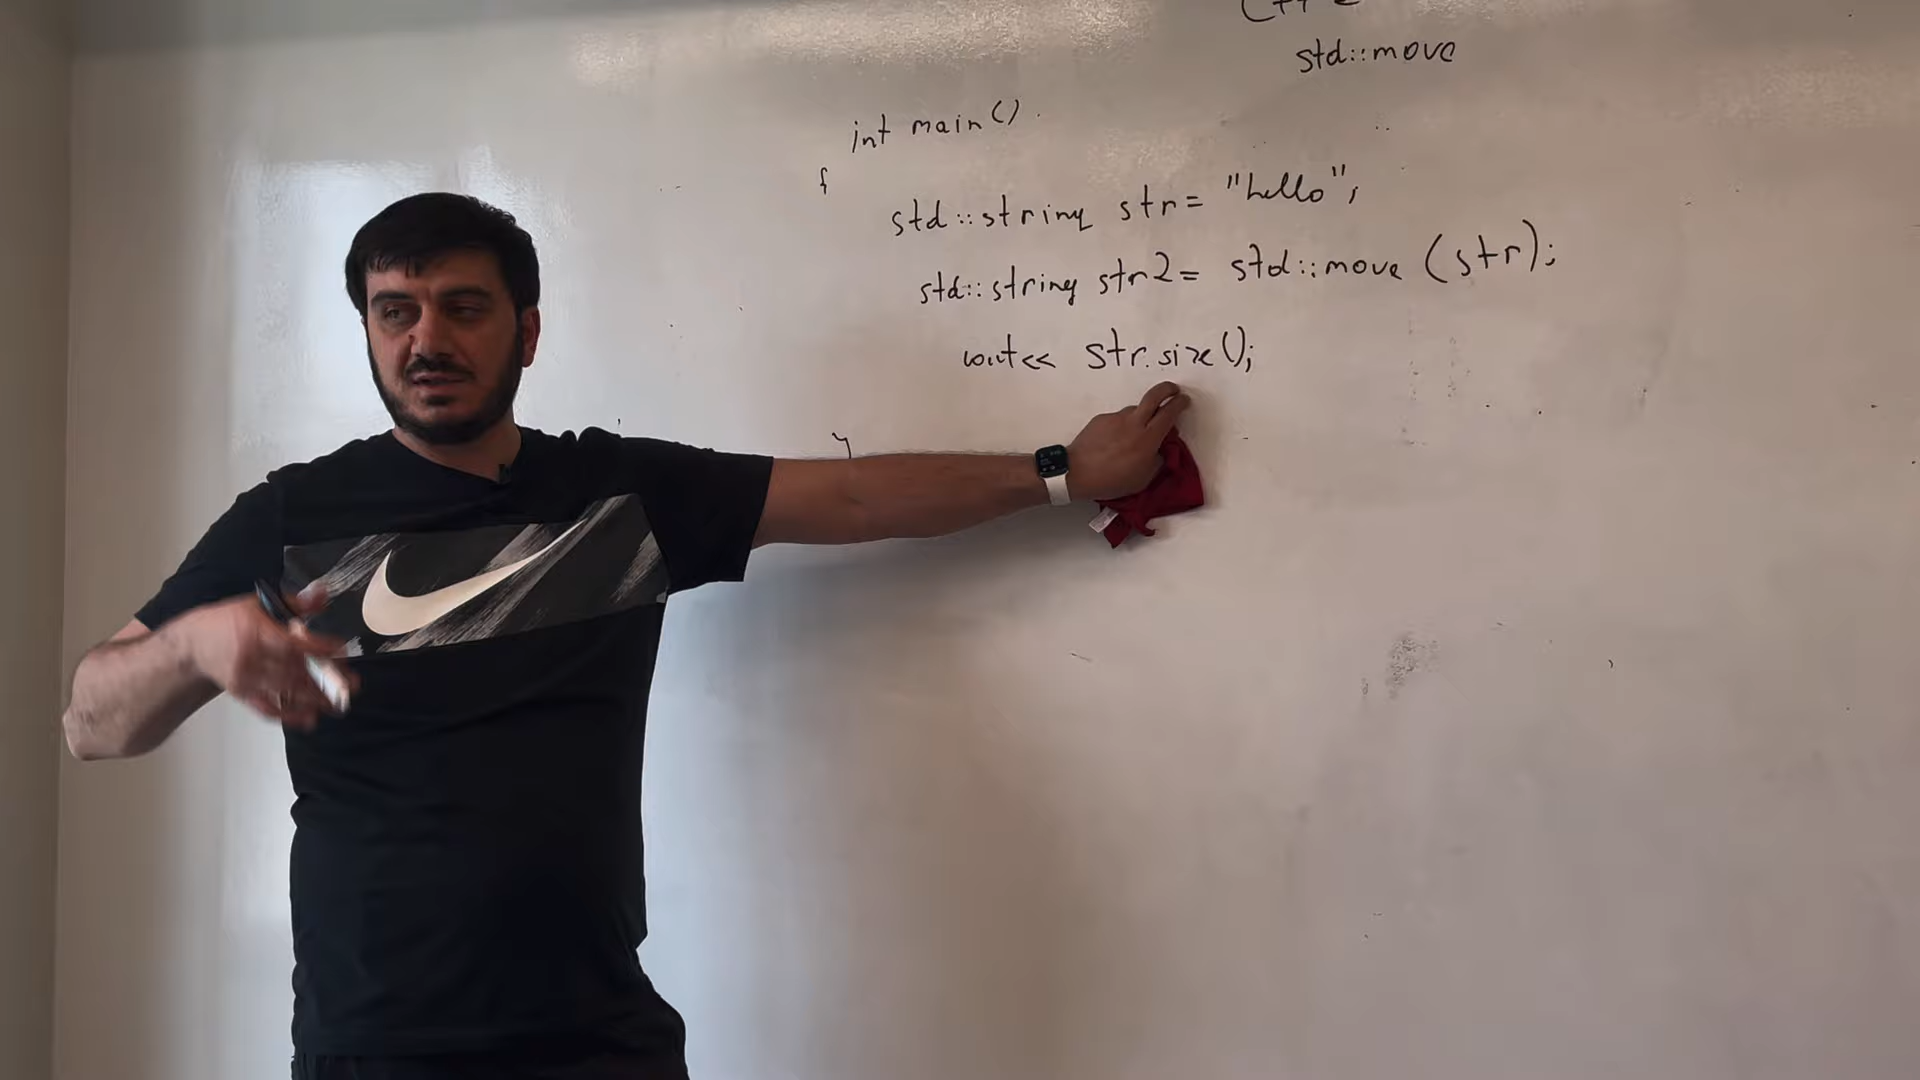 std::move
int main()
{
std::string str = "hello";
std::string str2 = std::move (str);
cout<< str.size();
}